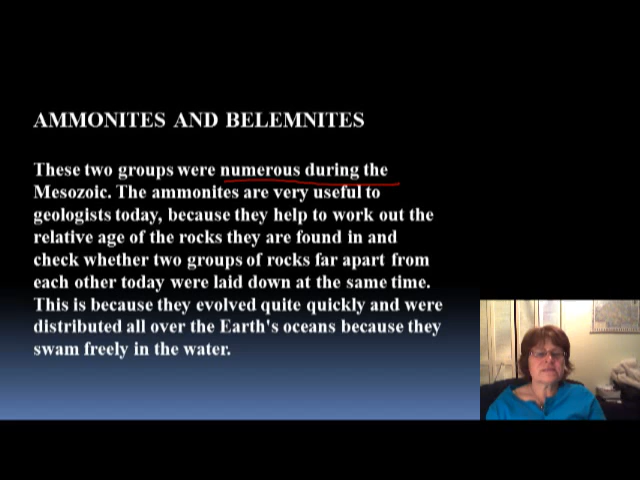 AMMONITES AND BELEMNITES
These two groups were numerous during the
Mesozoic. The ammonites are very useful to
geologists today, because they help to work out the
relative age of the rocks they are found in and
check whether two groups of rocks far apart from
each other today were laid down at the same time.
This is because they evolved quite quickly and were
distributed all over the Earth's oceans because they
swam freely in the water.